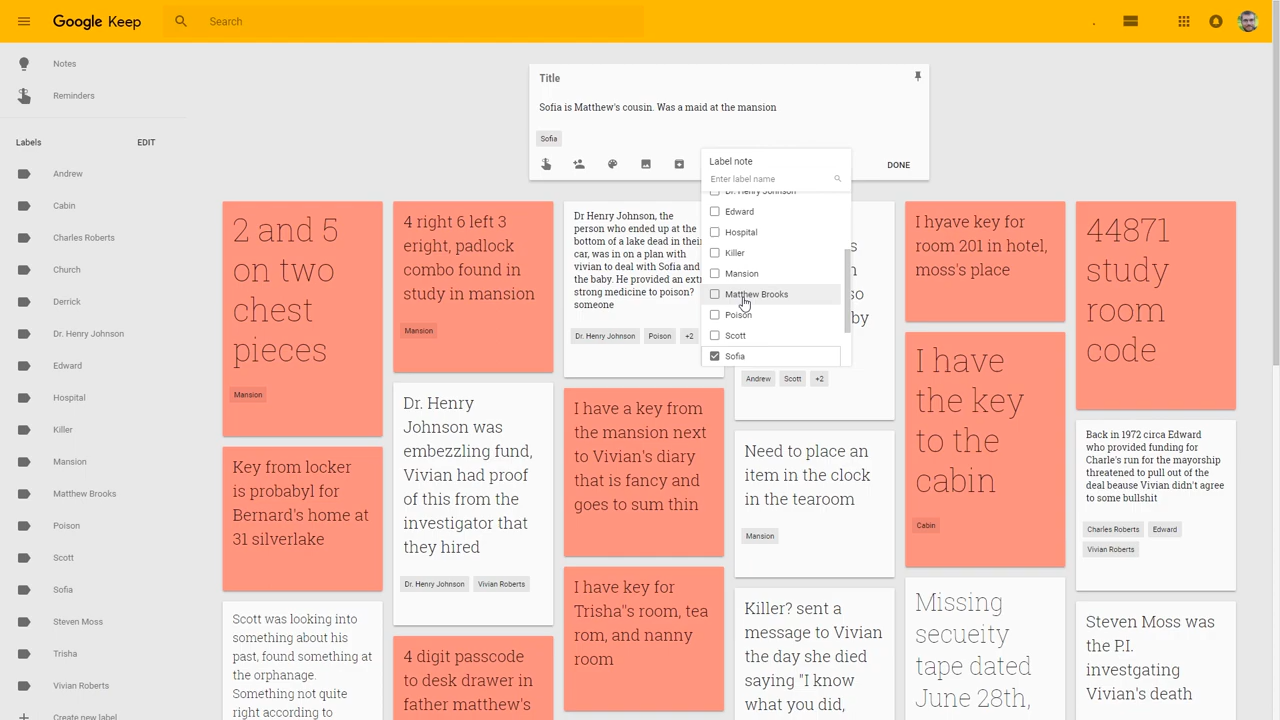 Google Keep
Search
Notes
Reminders
Labels
EDIT
Andrew
Cabin
Charles Roberts
Church
Derrick
Dr. Henry Johnson
Edward
Hospital
Killer
Mansion
Matthew Brooks
Poison
Scott
Sofia
Steven Moss
Trisha
Vivian Roberts
Create new label
Title
Sofia is Matthew's cousin. Was a maid at the mansion
Sofia
DONE
Label note
Enter label name
Dr. Henry Johnson
Edward
Hospital
Killer
Mansion
Matthew Brooks
Poison
Scott
Sofia
2 and 5
on two
chest
pieces
Mansion
Key from locker
is probabyl for
Bernard's home at
31 silverlake
Scott was looking into
something about his
past, found something at
the orphanage.
Something not quite
right according to
4 right 6 left 3
eright, padlock
combo found in
study in mansion
Mansion
Dr. Henry
Johnson was
embezzling fund,
Vivian had proof
of this from the
investigator that
they hired
Dr. Henry Johnson
Vivian Roberts
4 digit passcode
to desk drawer in
father matthew's
Dr Henry Johnson, the
person who ended up at the
bottom of a lake dead in their
car, was in on a plan with
vivian to deal with Sofia and
the baby. He provided an ext
strong medicine to poison?
someone
Dr. Henry Johnson
Poison
+2
I have a key from
the mansion next
to Vivian's diary
that is fancy and
goes to sum thin
I have key for
Trisha"s room, tea
rom, and nanny
room
s
so
by
Andrew
Scott
+2
Need to place an
item in the clock
in the tearoom
Mansion
Killer? sent a
message to Vivian
the day she died
saying "I know
what you did,
I hyave key for
room 201 in hotel,
moss's place
I have
the key
to the
cabin
Cabin
Missing
secueity
tape dated
June 28th,
44871
study
room
code
Back in 1972 circa Edward
who provided funding for
Charle's run for the mayorship
threatened to pull out of the
deal beause Vivian didn't agree
to some bullshit
Charles Roberts
Edward
Vivian Roberts
Steven Moss was
the P.I.
invesgating
Vivian's death